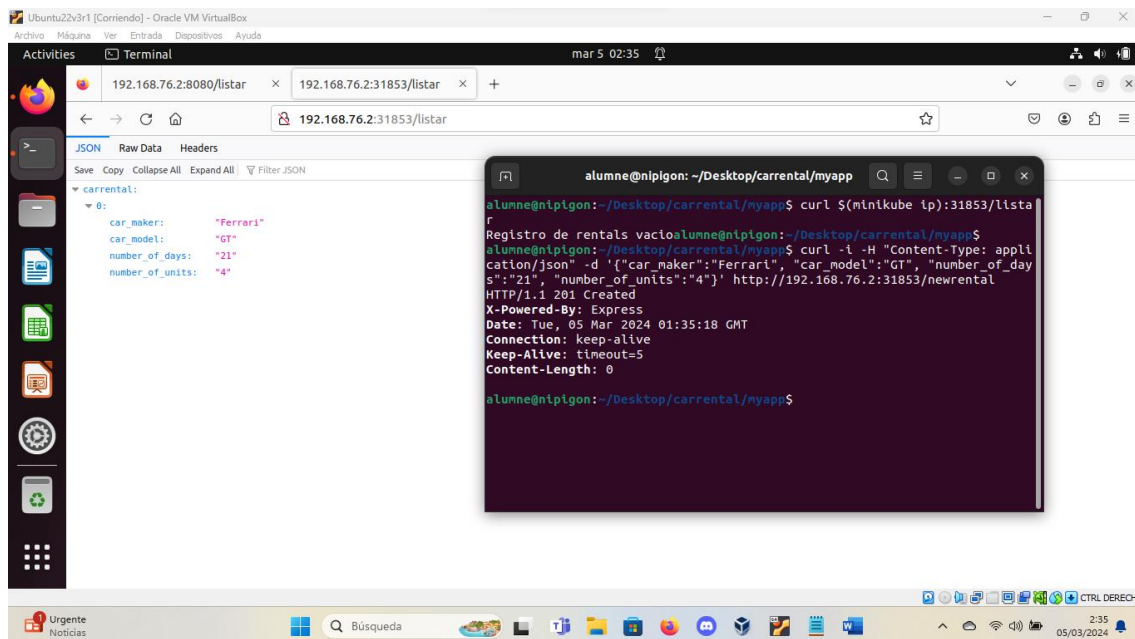 Ubuntu22v3r1 [Corriendo] - Oracle VM VirtualBox
Archivo Máquina Ver Entrada Dispositivos Ayuda
Activities Terminal mar 5 02:35
192.168.76.2:8080/listar × 192.168.76.2:31853/listar × +
192.168.76.2:31853/listar
JSON Raw Data Headers
Save Copy Collapse All Expand All Filter JSON
carrental:
0:
car_maker: "Ferrari"
car_model: "GT"
number_of_days: "21"
number_of_units: "4"
alumne@nipigon: ~/Desktop/carrental/myapp
alumne@nipigon:~/Desktop/carrental/myapp$ curl $(minikube ip):31853/lista
r
Registro de rentals vacioalumne@nipigon:~/Desktop/carrental/myapp$
alumne@nipigon:~/Desktop/carrental/myapp$ curl -i -H "Content-Type: appli
cation/json" -d '{"car_maker":"Ferrari", "car_model":"GT", "number_of_day
s":"21", "number_of_units":"4"}' http://192.168.76.2:31853/newrental
HTTP/1.1 201 Created
X-Powered-By: Express
Date: Tue, 05 Mar 2024 01:35:18 GMT
Connection: keep-alive
Keep-Alive: timeout=5
Content-Length: 0
alumne@nipigon:~/Desktop/carrental/myapp$
CTRL DERECH
1
Urgente
Noticias
Búsqueda
2:35
05/03/2024